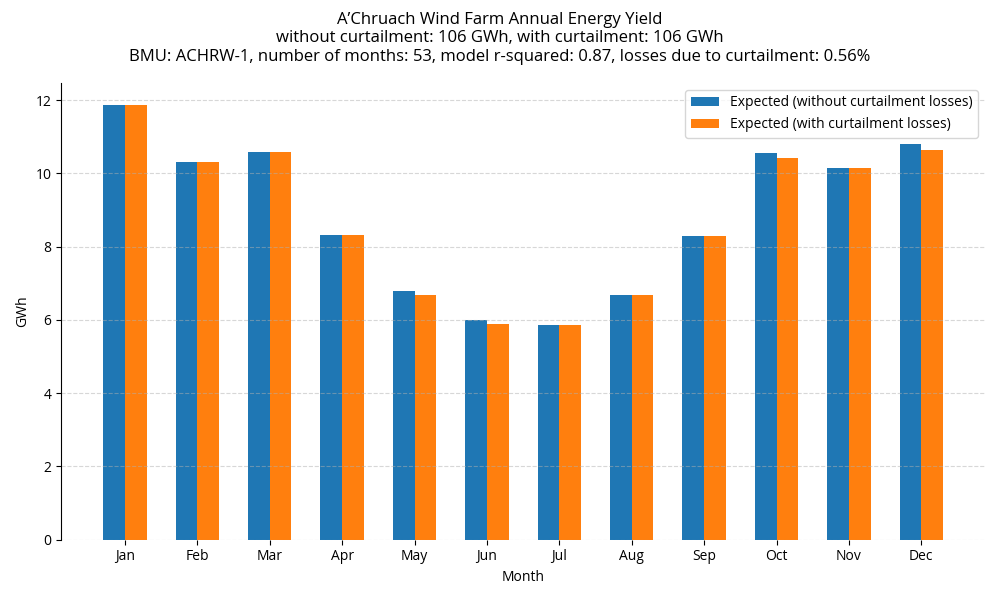 A’Chruach Wind Farm Annual Energy Yield
without curtailment: 106 GWh, with curtailment: 106 GWh
BMU: ACHRW-1, number of months: 53, model r-squared: 0.87, losses due to curtailment: 0.56%
Expected (without curtailment losses)
Expected (with curtailment losses)
12
10
8
6
4
2
0
GWh
Jan Feb Mar Apr May Jun Jul Aug Sep Oct Nov Dec
Month